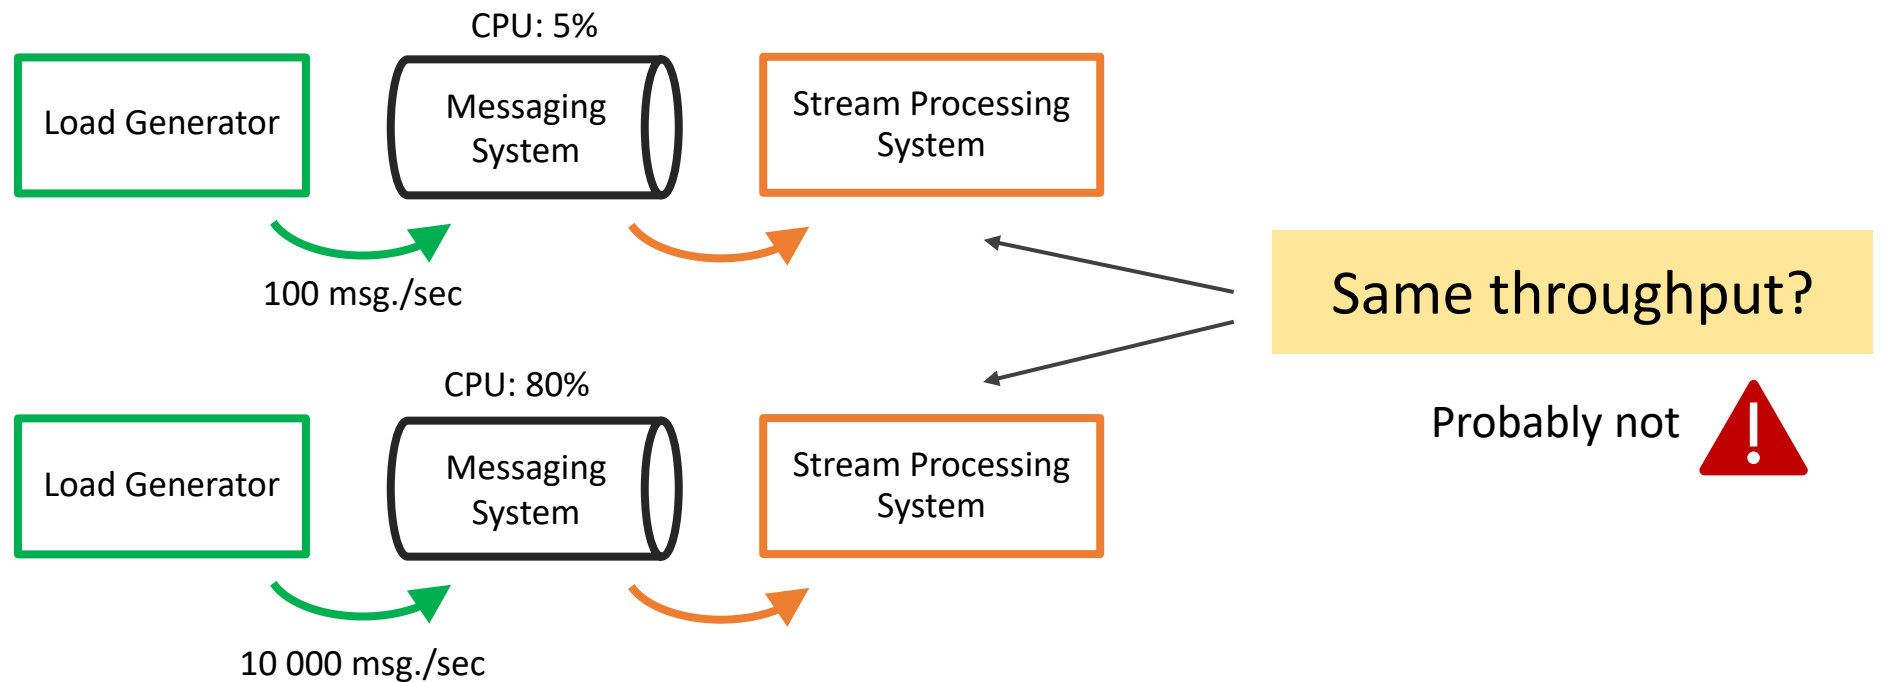 CPU: 5%
Load Generator
Messaging
System
Stream Processing
System
100 msg./sec
Same throughput?
Probably not
CPU: 80%
Load Generator
Messaging
System
Stream Processing
System
10 000 msg./sec